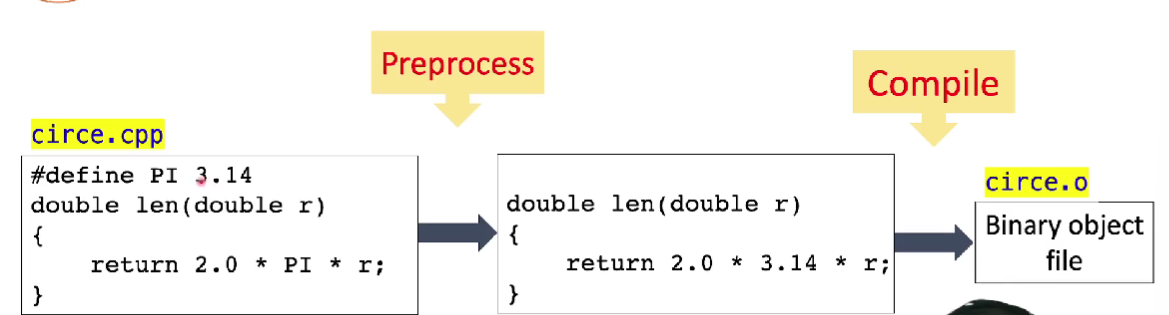 Preprocess
Compile
circe.cpp
#define PI 3.14
double len(double r)
{
    return 2.0 * PI * r;
}
double len(double r)
{
    return 2.0 * 3.14 * r;
}
circe.o
Binary object
file